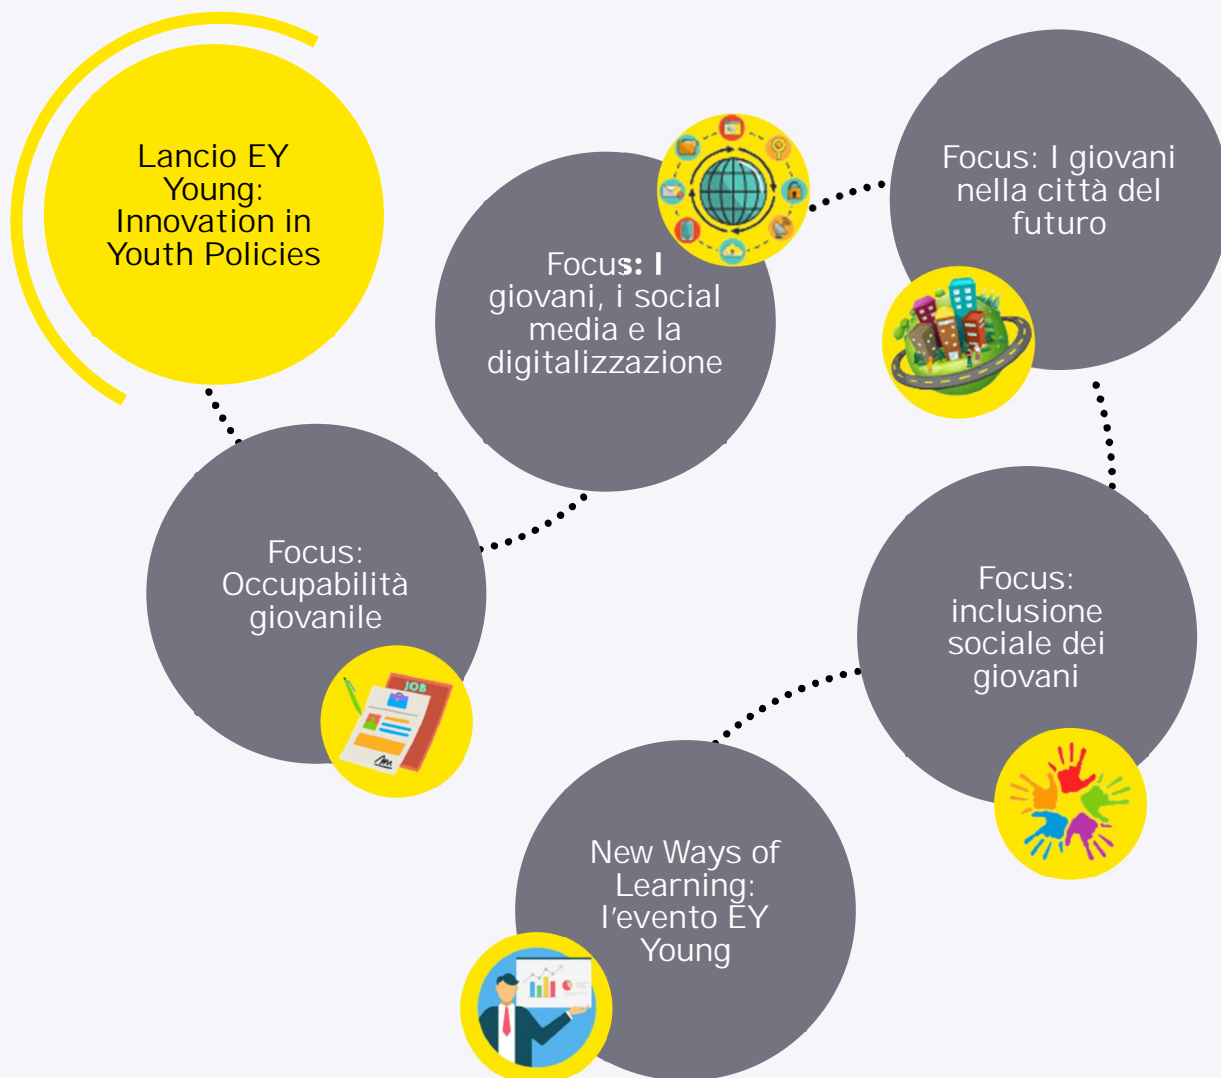 Lancio EY
Young:
Innovation in
Youth Policies
Focus:
Occupabilità
giovanile
JOB
Focus: I
giovani, i social
media e la
digitalizzazione
Focus: I giovani
nella città del
futuro
Focus:
inclusione
sociale dei
giovani
New Ways of
Learning:
l'evento EY
Young